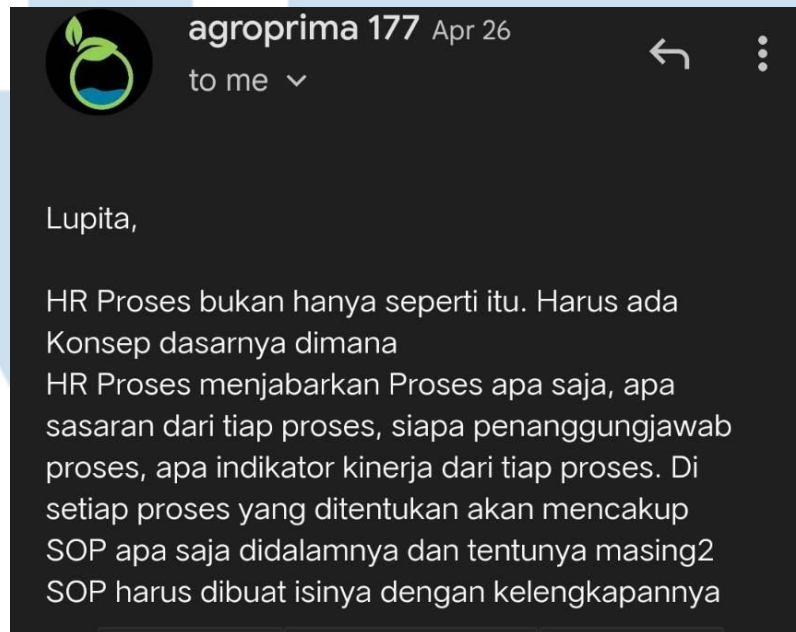 agroprima 177 Apr 26
to me
Lupita,
HR Proses bukan hanya seperti itu. Harus ada
Konsep dasarnya dimana
HR Proses menjabarkan Proses apa saja, apa
sasaran dari tiap proses, siapa penanggungjawab
proses, apa indikator kinerja dari tiap proses. Di
setiap proses yang ditentukan akan mencakup
SOP apa saja didalamnya dan tentunya masing2
SOP harus dibuat isinya dengan kelengkapannya